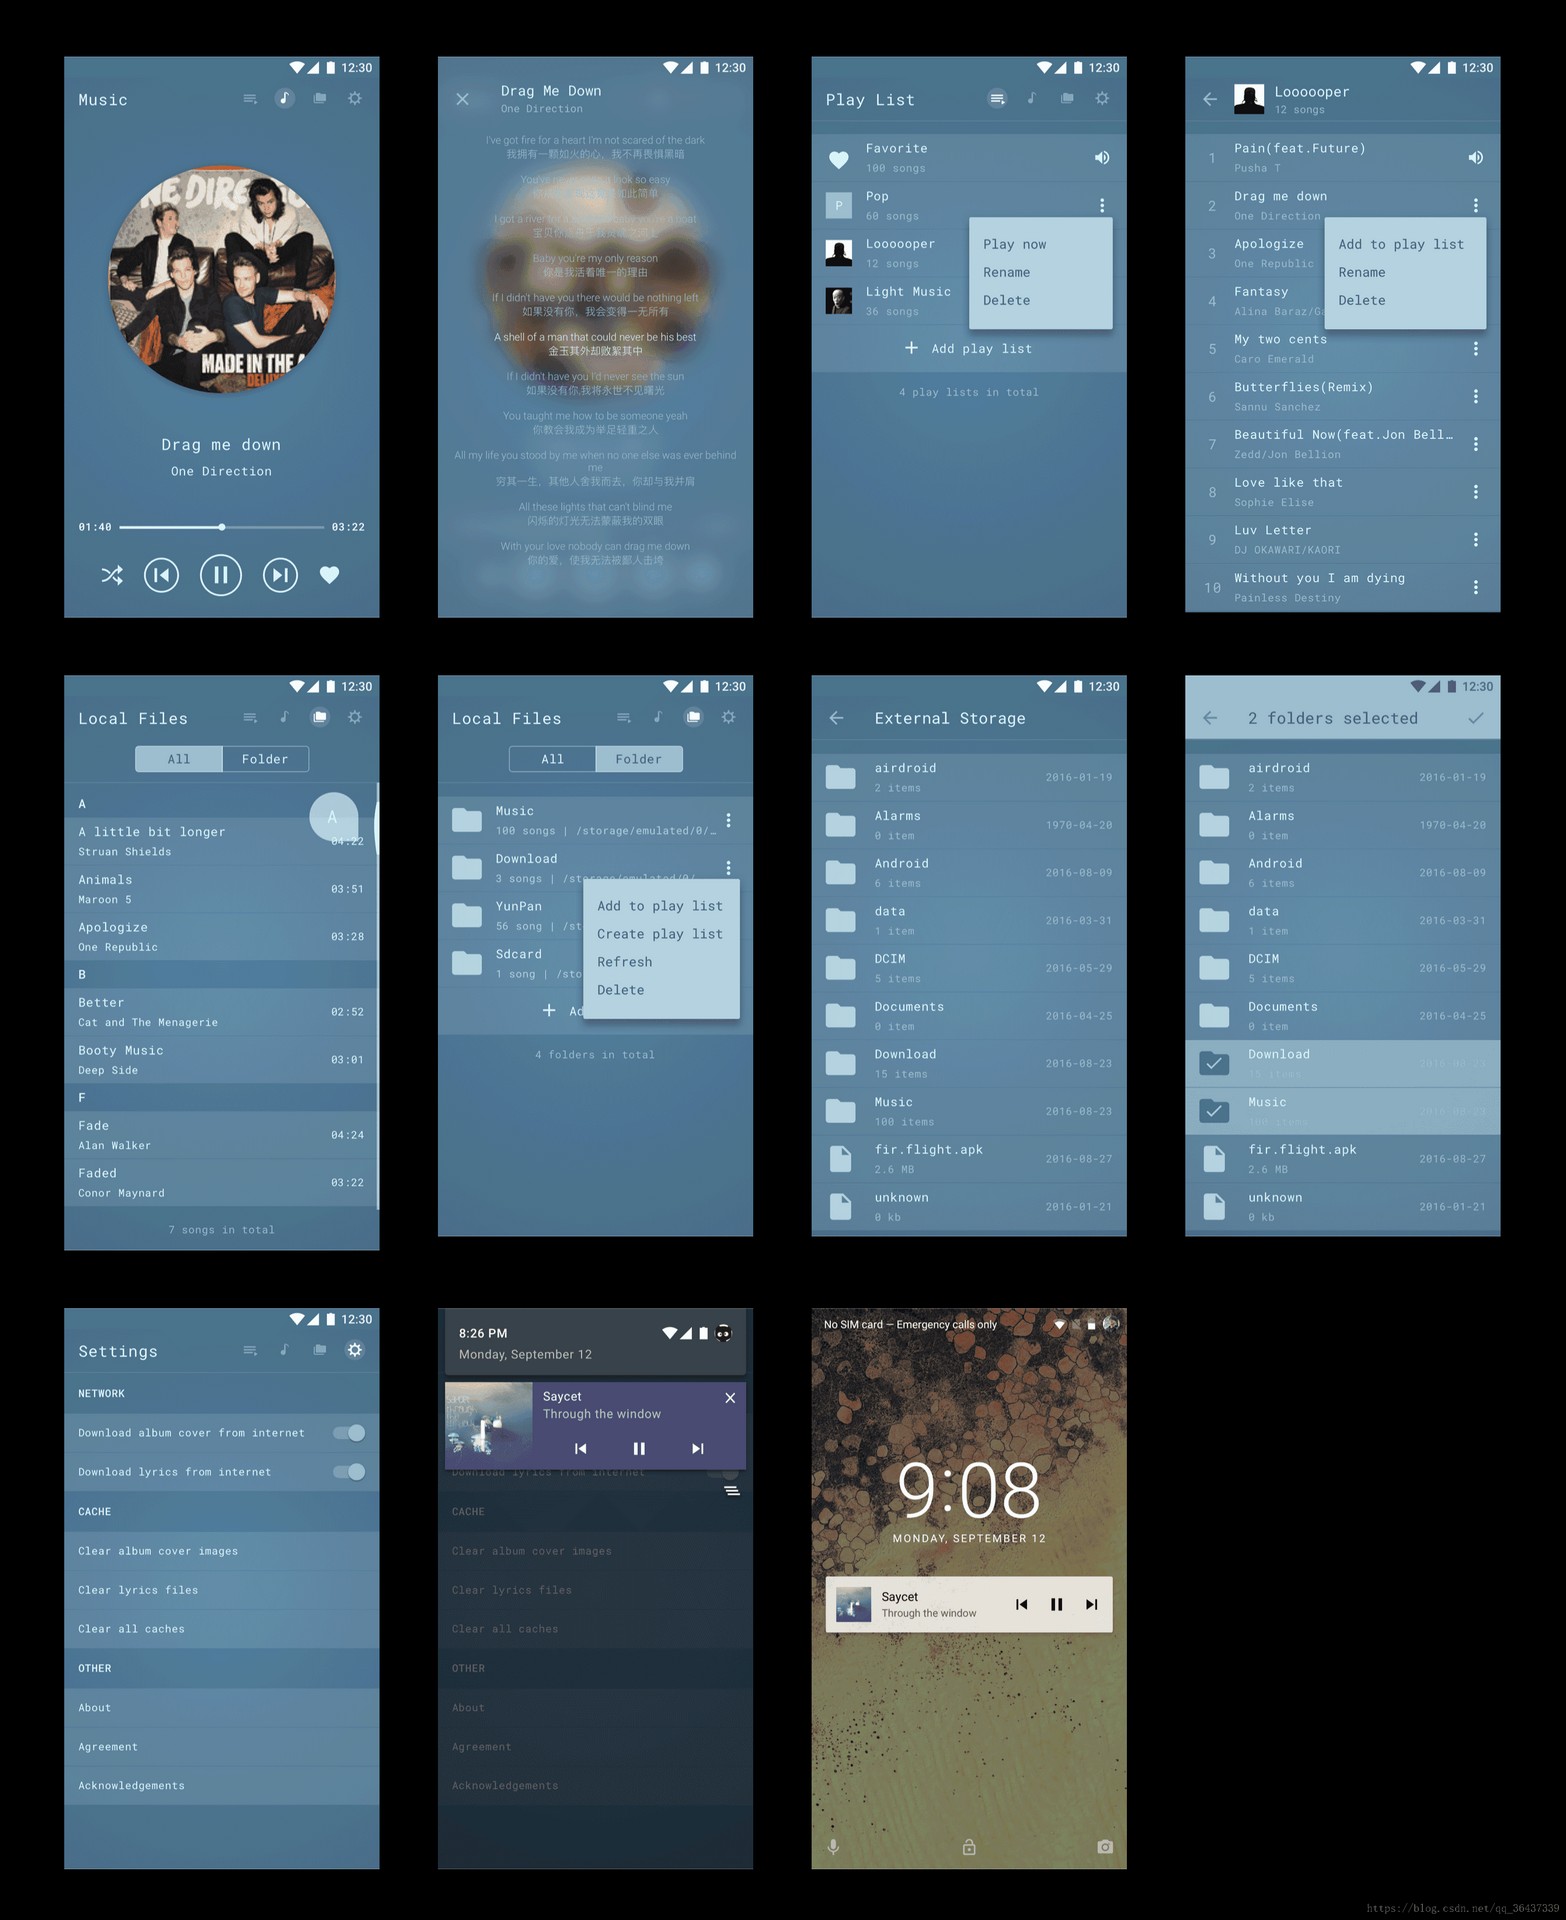 12:30
Music
THE DIREC
MADE IN THE A
DELUXE
Drag me down
One Direction
01:40
03:22
12:30
Drag Me Down
One Direction
I've got fire for a heart I'm not scared of the dark
我拥有一颗如火的心，我不再畏惧黑暗
look so easy
如此简单
I got a river for a
宝贝你
Baby you're my only reason
你是我活着唯一的理由
If I didn't have you there would be nothing left
如果没有你，我会变得一无所有
A shell of a man that could never be his best
金玉其外却败絮其中
If I didn't have you I'd never see the sun
如果没有你,我将永世不见曙光
You taught me how to be someone yeah
你教会我成为举足轻重之人
All my life you stood by me when no one else was ever behind
me
穷其一生，其他人舍我而去，你却与我并肩
All these lights that can't blind me
闪烁的灯光无法蒙蔽我的双眼
With your love nobody can drag me down
你的爱，使我无法被鄙人击垮
12:30
Play List
Favorite
100 songs
P
Pop
60 songs
Loooooper
12 songs
Light Music
36 songs
Play now
Rename
Delete
+ Add play list
4 play lists in total
12:30
Loooooper
12 songs
1
Pain(feat.Future)
Pusha T
2
Drag me down
One Direction
3
Apologize
One Republic
4
Fantasy
Alina Baraz/Ga
Add to play list
Rename
Delete
5
My two cents
Caro Emerald
6
Butterflies(Remix)
Sannu Sanchez
7
Beautiful Now(feat.Jon Bell…
Zedd/Jon Bellion
8
Love like that
Sophie Elise
9
Luv Letter
DJ OKAWARI/KAORI
10
Without you I am dying
Painless Destiny
12:30
Local Files
All
Folder
A
A
A little bit longer
04:22
Struan Shields
Animals
03:51
Maroon 5
Apologize
03:28
One Republic
B
Better
02:52
Cat and The Menagerie
Booty Music
03:01
Deep Side
F
Fade
04:24
Alan Walker
Faded
03:22
Conor Maynard
7 songs in total
12:30
Local Files
All
Folder
Music
100 songs | /storage/emulated/0/…
Download
3 songs | /storage/emulated/0/
YunPan
56 song | /st
Sdcard
1 song | /sto
Add to play list
Create play list
Refresh
Delete
+ Ad
4 folders in total
12:30
External Storage
airdroid
2016-01-19
2 items
Alarms
1970-04-20
0 item
Android
2016-08-09
6 items
data
2016-03-31
1 item
DCIM
2016-05-29
5 items
Documents
2016-04-25
0 item
Download
2016-08-23
15 items
Music
2016-08-23
100 items
fir.flight.apk
2016-08-27
2.6 MB
unknown
2016-01-21
0 kb
12:30
2 folders selected
airdroid
2016-01-19
2 items
Alarms
1970-04-20
0 item
Android
2016-08-09
6 items
data
2016-03-31
1 item
DCIM
2016-05-29
5 items
Documents
2016-04-25
0 item
Download
2016-08-23
15 items
Music
2016-08-23
100 items
fir.flight.apk
2016-08-27
2.6 MB
unknown
2016-01-21
0 kb
12:30
Settings
NETWORK
Download album cover from internet
Download lyrics from internet
CACHE
Clear album cover images
Clear lyrics files
Clear all caches
OTHER
About
Agreement
Acknowledgements
8:26 PM
Monday, September 12
Saycet
Through the window
Download lyrics from internet
CACHE
Clear album cover images
Clear lyrics files
Clear all caches
OTHER
About
Agreement
Acknowledgements
No SIM card — Emergency calls only
9:08
MONDAY, SEPTEMBER 12
Saycet
Through the window
https://blog.csdn.net/qq_36437339